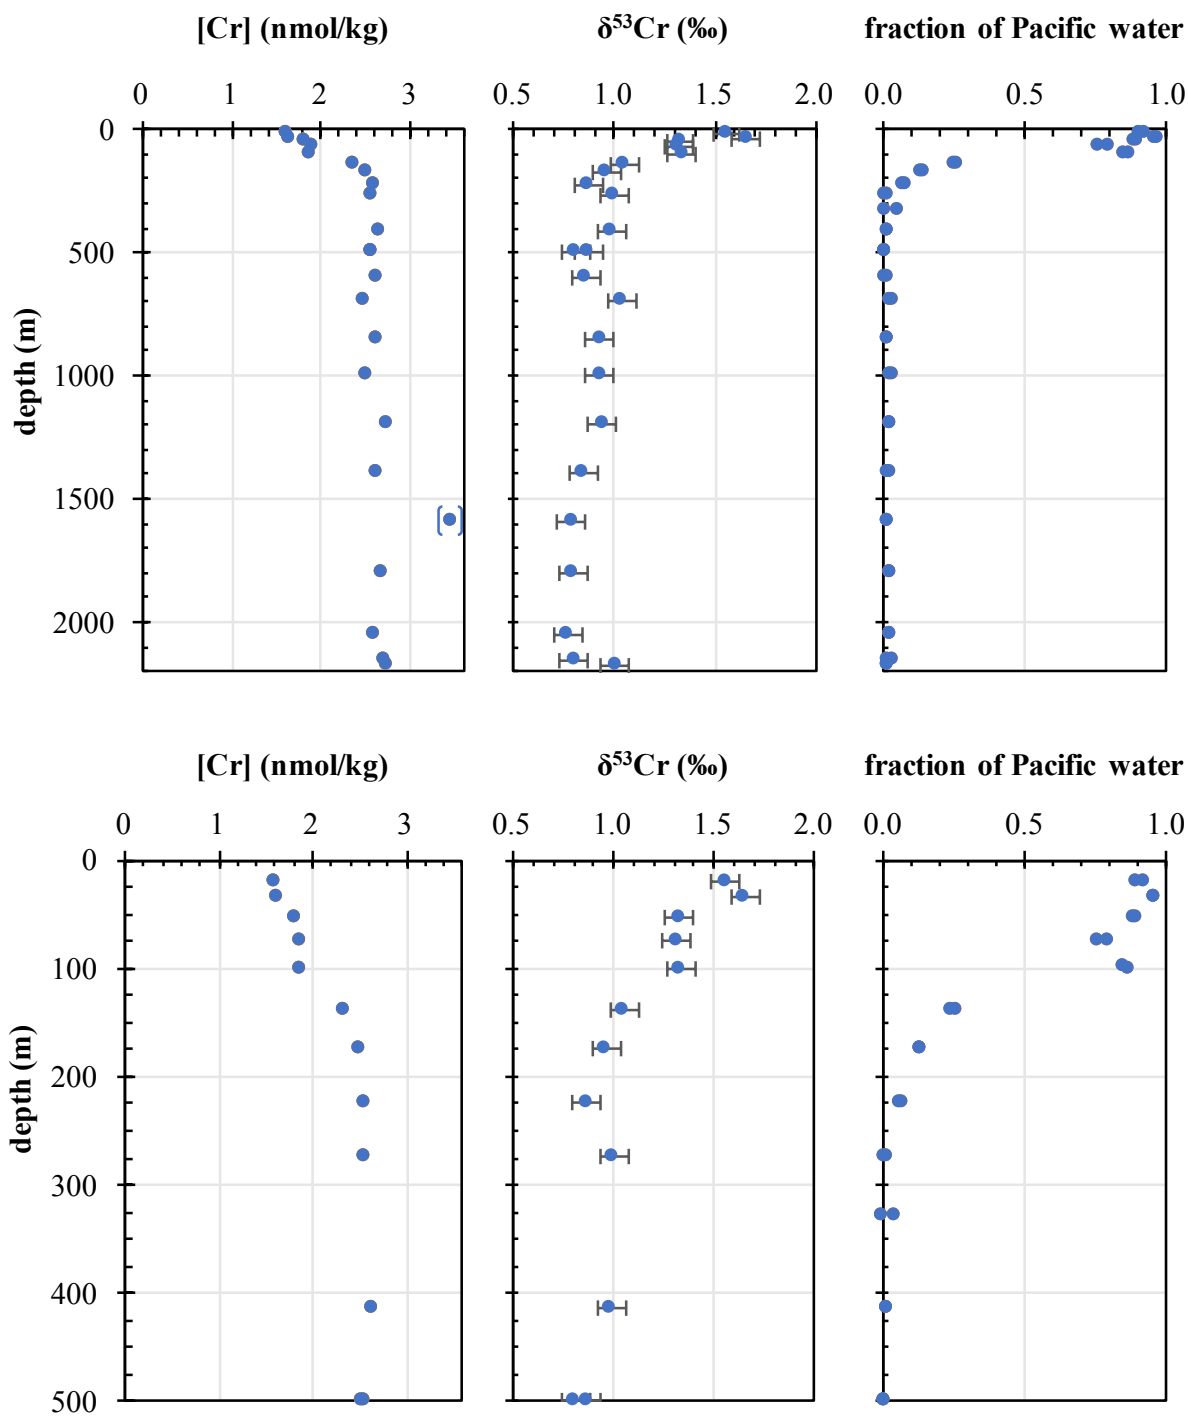 [Cr] (nmol/kg) δ⁵³Cr (‰) fraction of Pacific water
0 1 2 3 0.5 1.0 1.5 2.0 0.0 0.5 1.0
0
500
1000
1500
2000
depth (m)
[Cr] (nmol/kg) δ⁵³Cr (‰) fraction of Pacific water
0 1 2 3 0.5 1.0 1.5 2.0 0.0 0.5 1.0
0
100
200
300
400
500
depth (m)